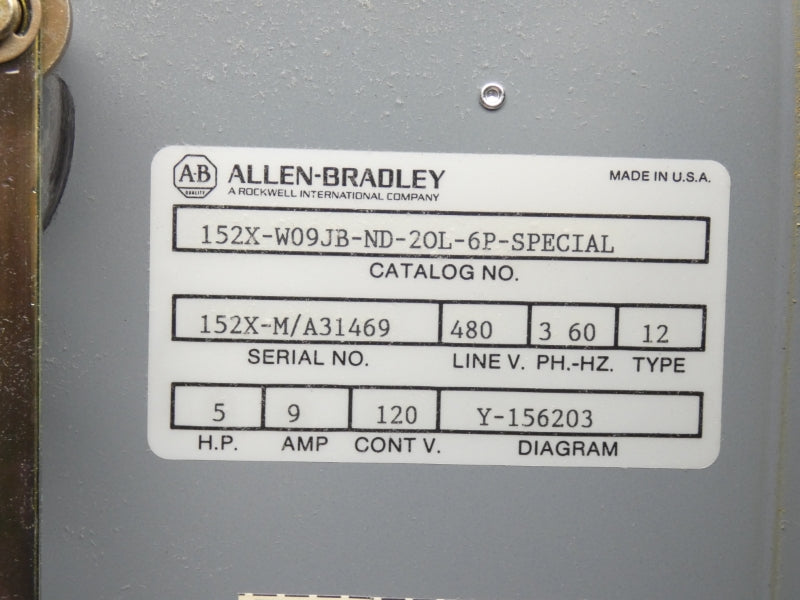 A-B QUALITY ALLEN-BRADLEY MADE IN U.S.A.
A ROCKWELL INTERNATIONAL COMPANY
152X-W09JB-ND-2OL-6P-SPECIAL
CATALOG NO.
152X-M/A31469 480 3 60 12
SERIAL NO. LINE V. PH.-HZ. TYPE
5 9 120 Y-156203
H.P. AMP CONT V. DIAGRAM